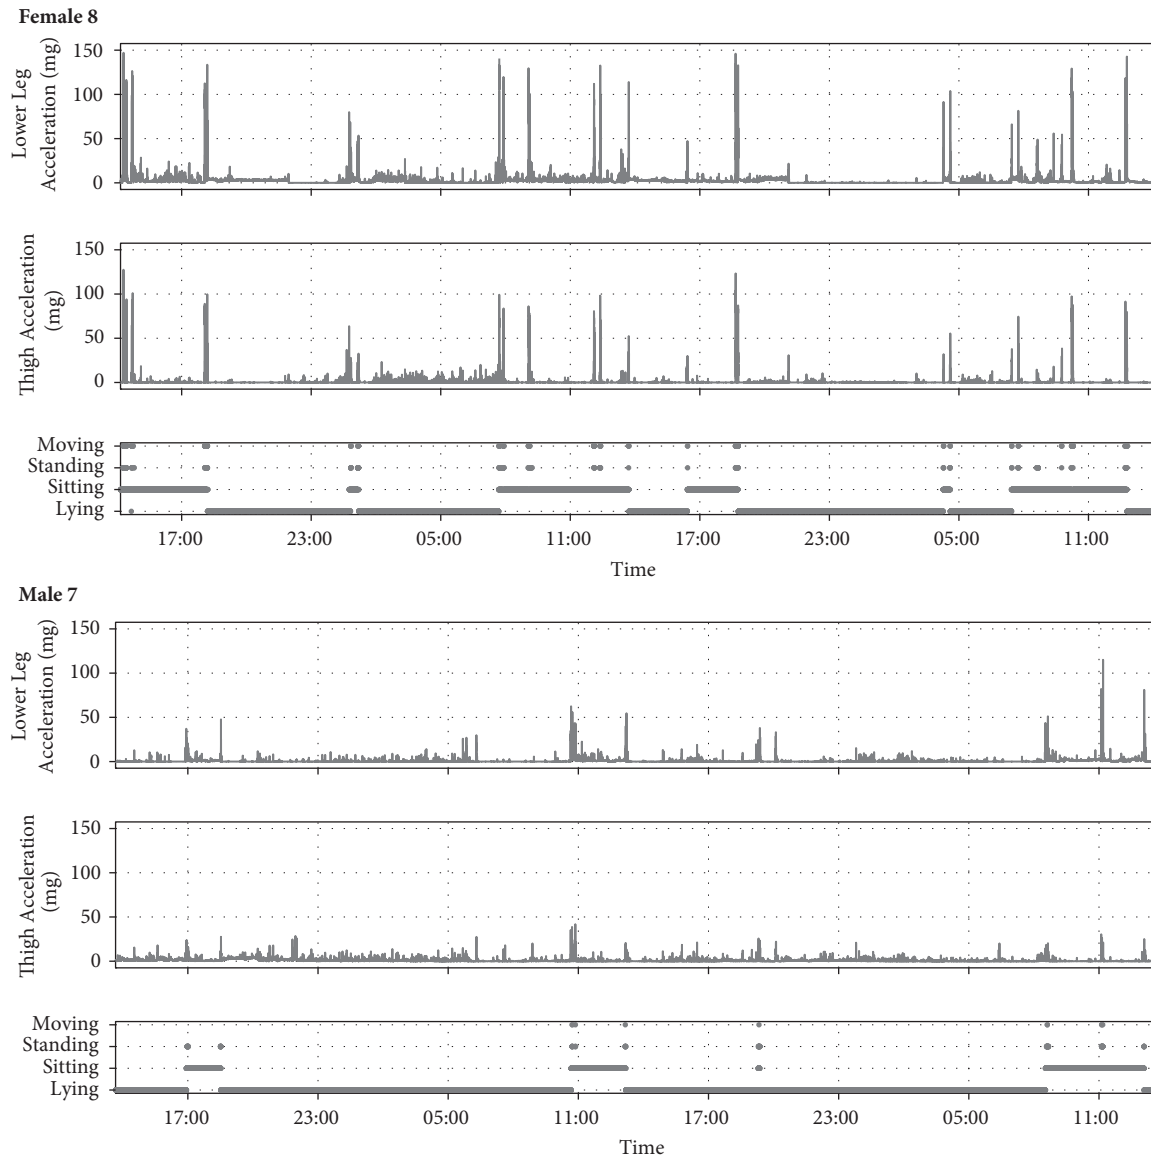 Female 8
Lower Leg
Acceleration (mg)
150
100
50
0
Thigh Acceleration
(mg)
150
100
50
0
Moving
Standing
Sitting
Lying
17:00 23:00 05:00 11:00 17:00 23:00 05:00 11:00
Time
Male 7
Lower Leg
Acceleration (mg)
150
100
50
0
Thigh Acceleration
(mg)
150
100
50
0
Moving
Standing
Sitting
Lying
17:00 23:00 05:00 11:00 17:00 23:00 05:00 11:00
Time